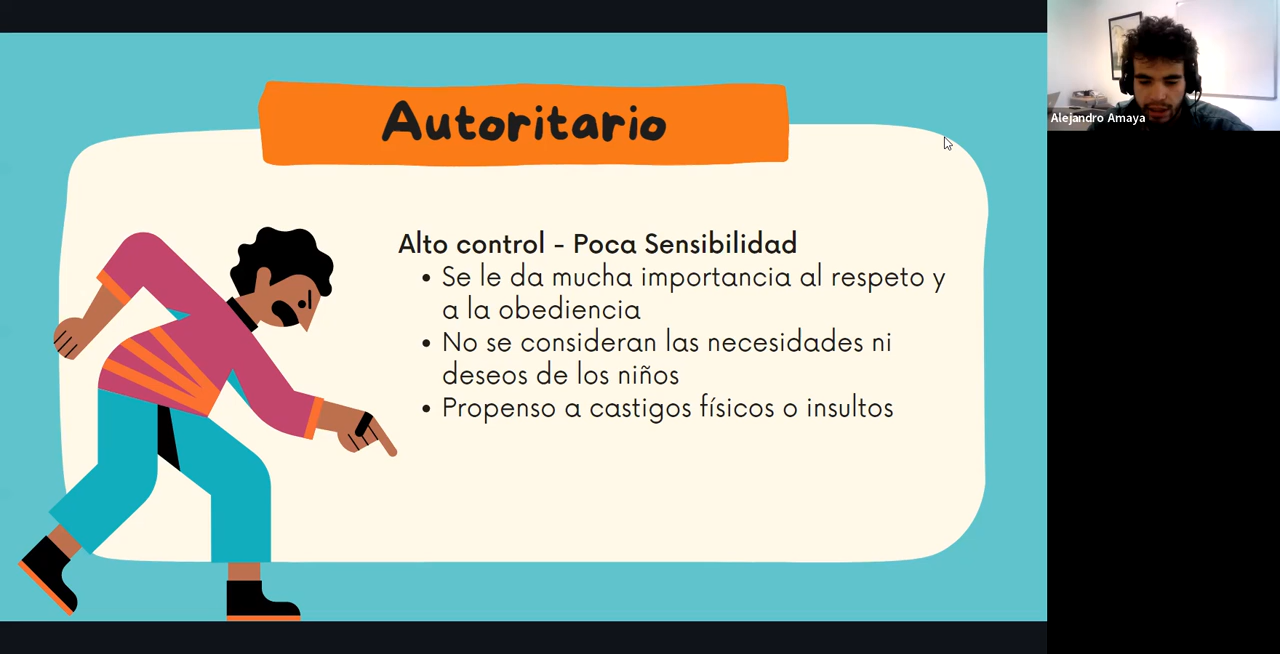 Autoritario
Alto control - Poca Sensibilidad
• Se le da mucha importancia al respeto y
a la obediencia
• No se consideran las necesidades ni
deseos de los niños
• Propenso a castigos físicos o insultos
Alejandro Amaya